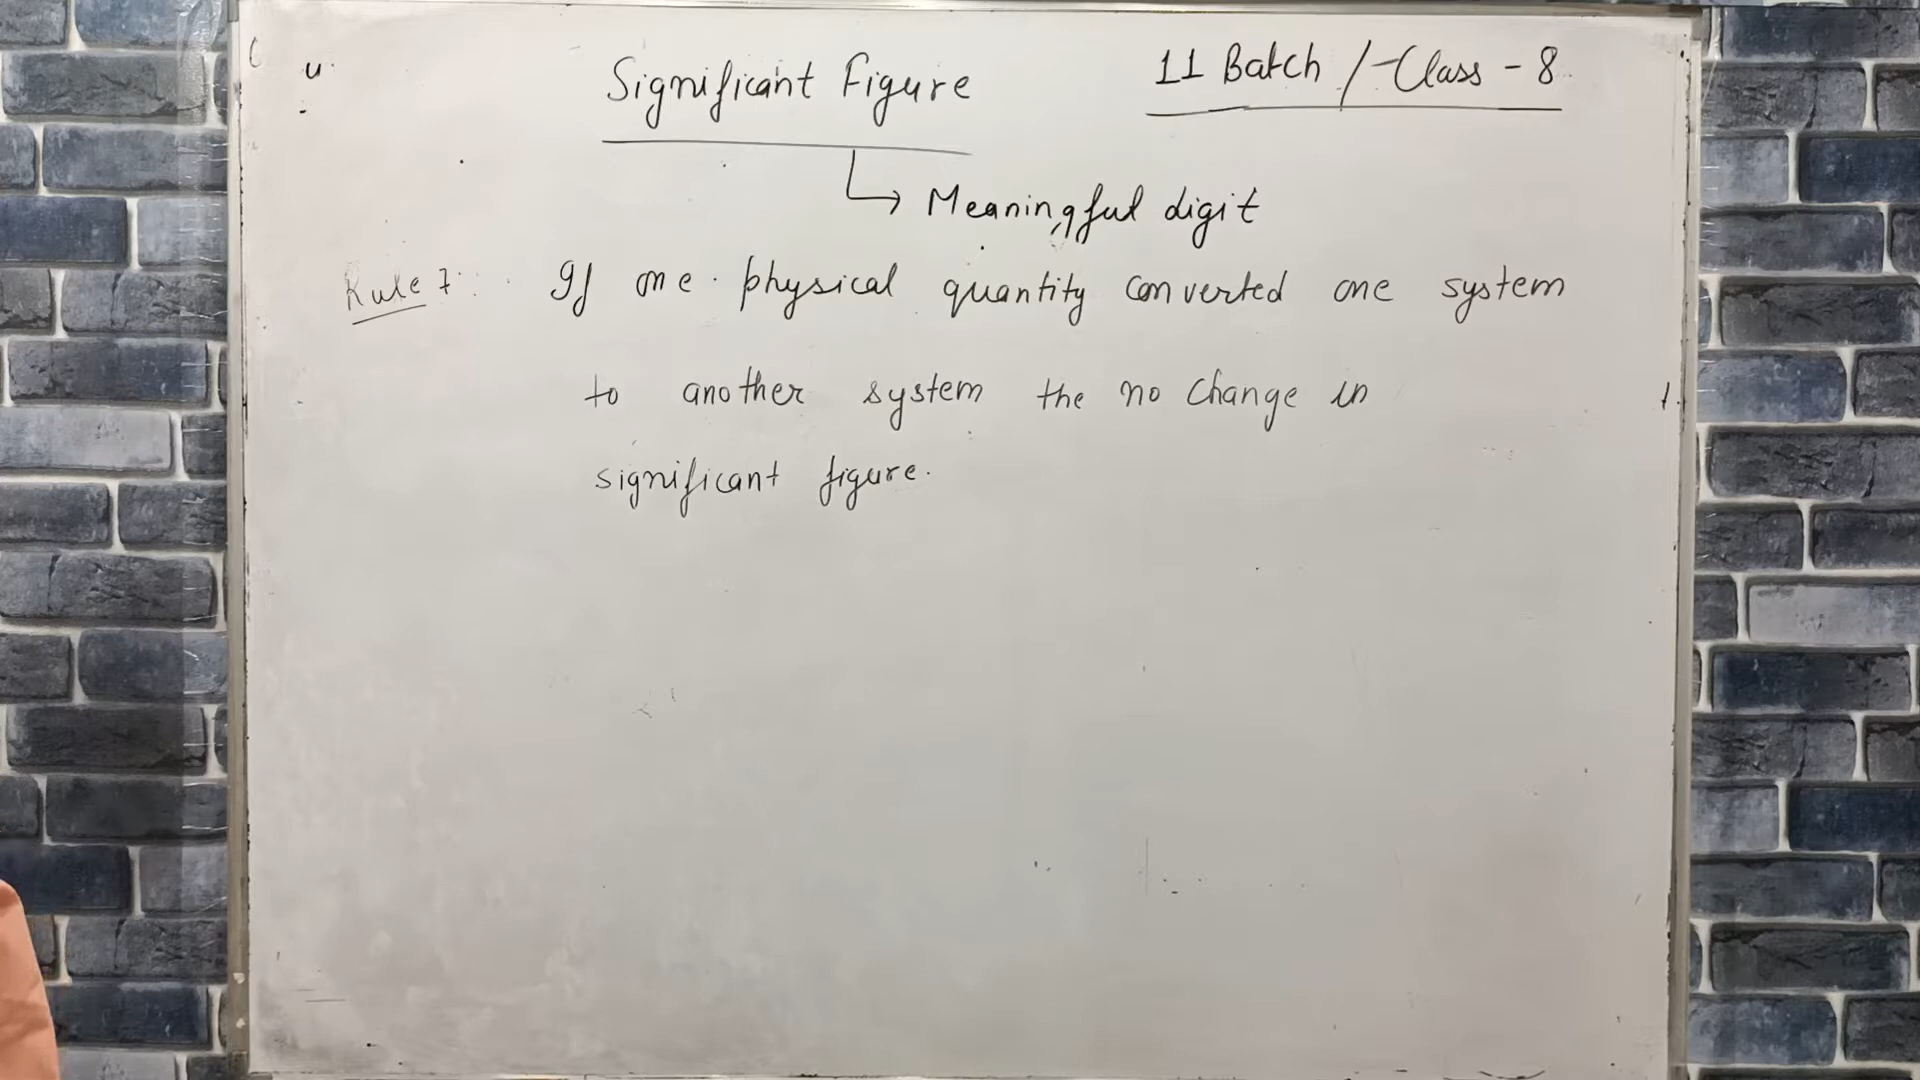 Significant Figure
11 Batch / Class - 8
↳ Meaningful digit
Rule 7: If one physical quantity converted one system
to another system the no change in
significant figure.